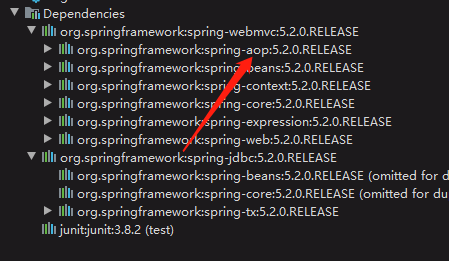 Dependencies
org.springframework:spring-webmvc:5.2.0.RELEASE
org.springframework:spring-aop:5.2.0.RELEASE
org.springframework:spring-beans:5.2.0.RELEASE
org.springframework:spring-context:5.2.0.RELEASE
org.springframework:spring-core:5.2.0.RELEASE
org.springframework:spring-expression:5.2.0.RELEASE
org.springframework:spring-web:5.2.0.RELEASE
org.springframework:spring-jdbc:5.2.0.RELEASE
org.springframework:spring-beans:5.2.0.RELEASE (omitted for d
org.springframework:spring-core:5.2.0.RELEASE (omitted for du
org.springframework:spring-tx:5.2.0.RELEASE
junit:junit:3.8.2 (test)